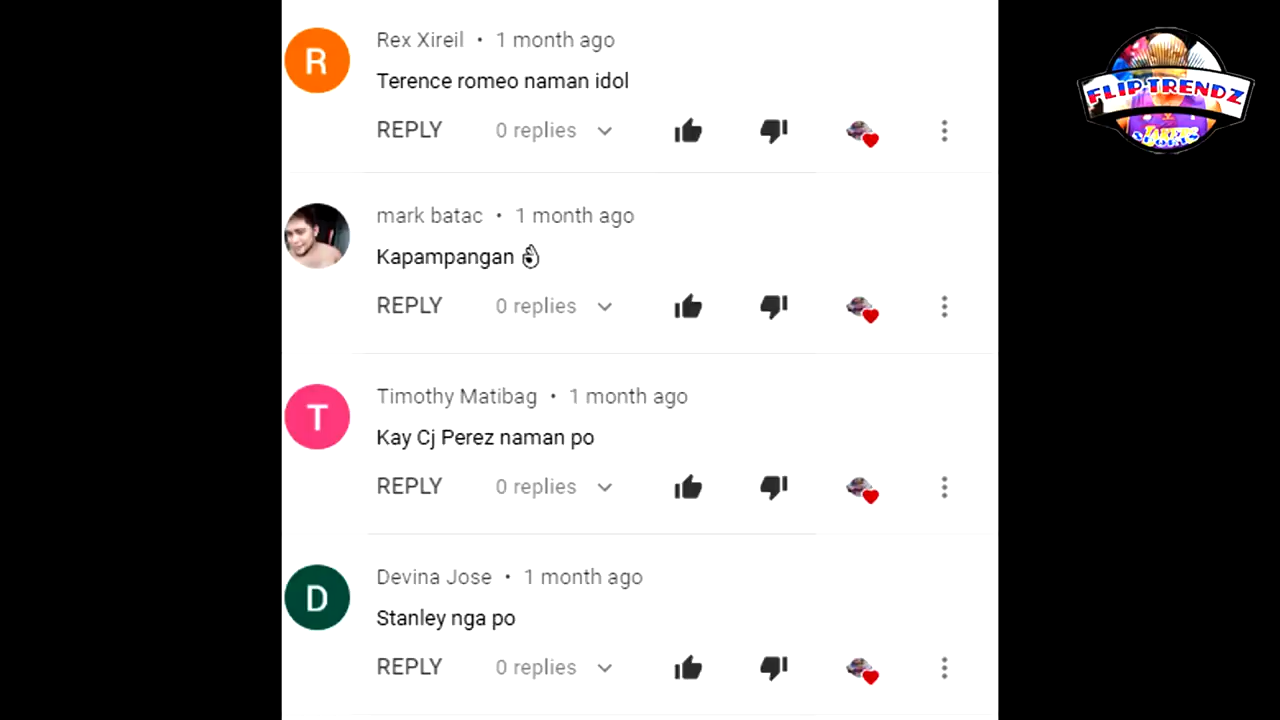 R
Rex Xireil • 1 month ago
Terence romeo naman idol
REPLY 0 replies
mark batac • 1 month ago
Kapampangan 👌
REPLY 0 replies
T
Timothy Matibag • 1 month ago
Kay Cj Perez naman po
REPLY 0 replies
D
Devina Jose • 1 month ago
Stanley nga po
REPLY 0 replies
FLIP TRENDZ